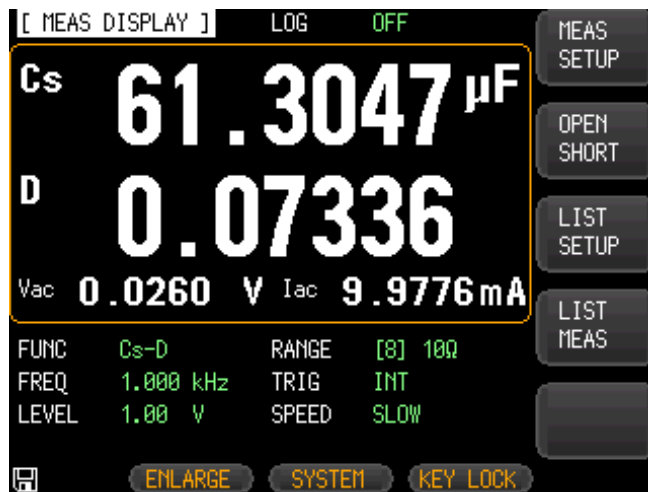 [ MEAS DISPLAY ] LOG OFF
Cs 61.3047 µF
D 0.07336
Vac 0.0260 V Iac 9.9776mA
FUNC Cs-D RANGE [8] 10Ω
FREQ 1.000 kHz TRIG INT
LEVEL 1.00 V SPEED SLOW
MEAS
SETUP
OPEN
SHORT
LIST
SETUP
LIST
MEAS
ENLARGE SYSTEM KEY LOCK